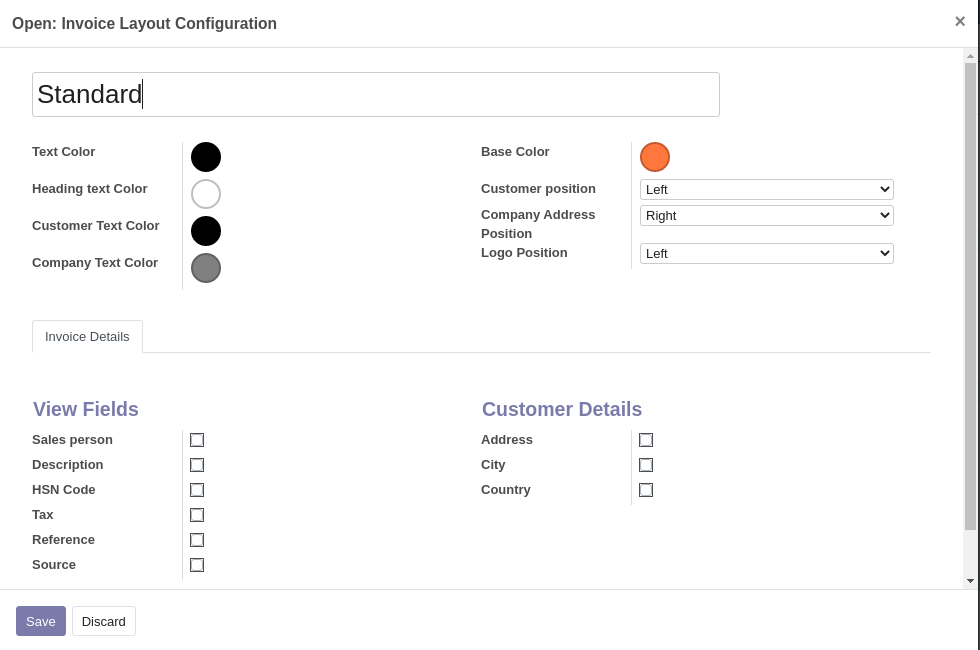 Open: Invoice Layout Configuration
×
Standard
Text Color
Heading text Color
Customer Text Color
Company Text Color
Base Color
Customer position Left
Company Address Right
Position
Logo Position Left
Invoice Details
View Fields
Sales person
Description
HSN Code
Tax
Reference
Source
Customer Details
Address
City
Country
Save Discard